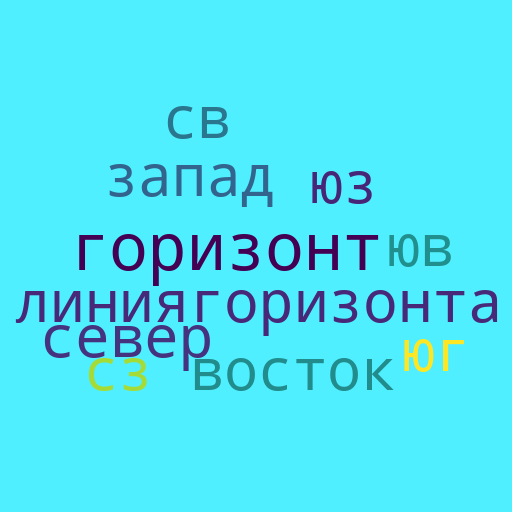 св
запад юз
горизонт юв
линиягоризонта
север юг
сз восток